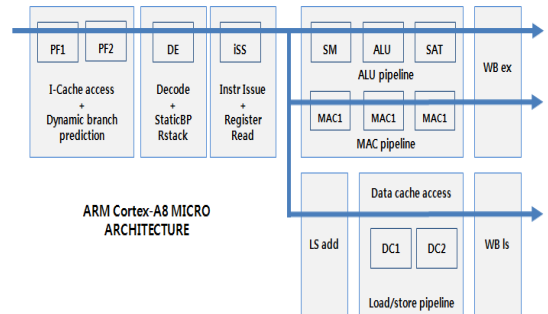 PF1
PF2
I-Cache access
+
Dynamic branch
prediction
DE
Decode
+
StaticBP
Rstack
iSS
Instr Issue
+
Register
Read
SM
ALU
SAT
ALU pipeline
MAC1
MAC1
MAC1
MAC pipeline
WB ex
ARM Cortex-A8 MICRO
ARCHITECTURE
LS add
Data cache access
DC1
DC2
Load/store pipeline
WB ls